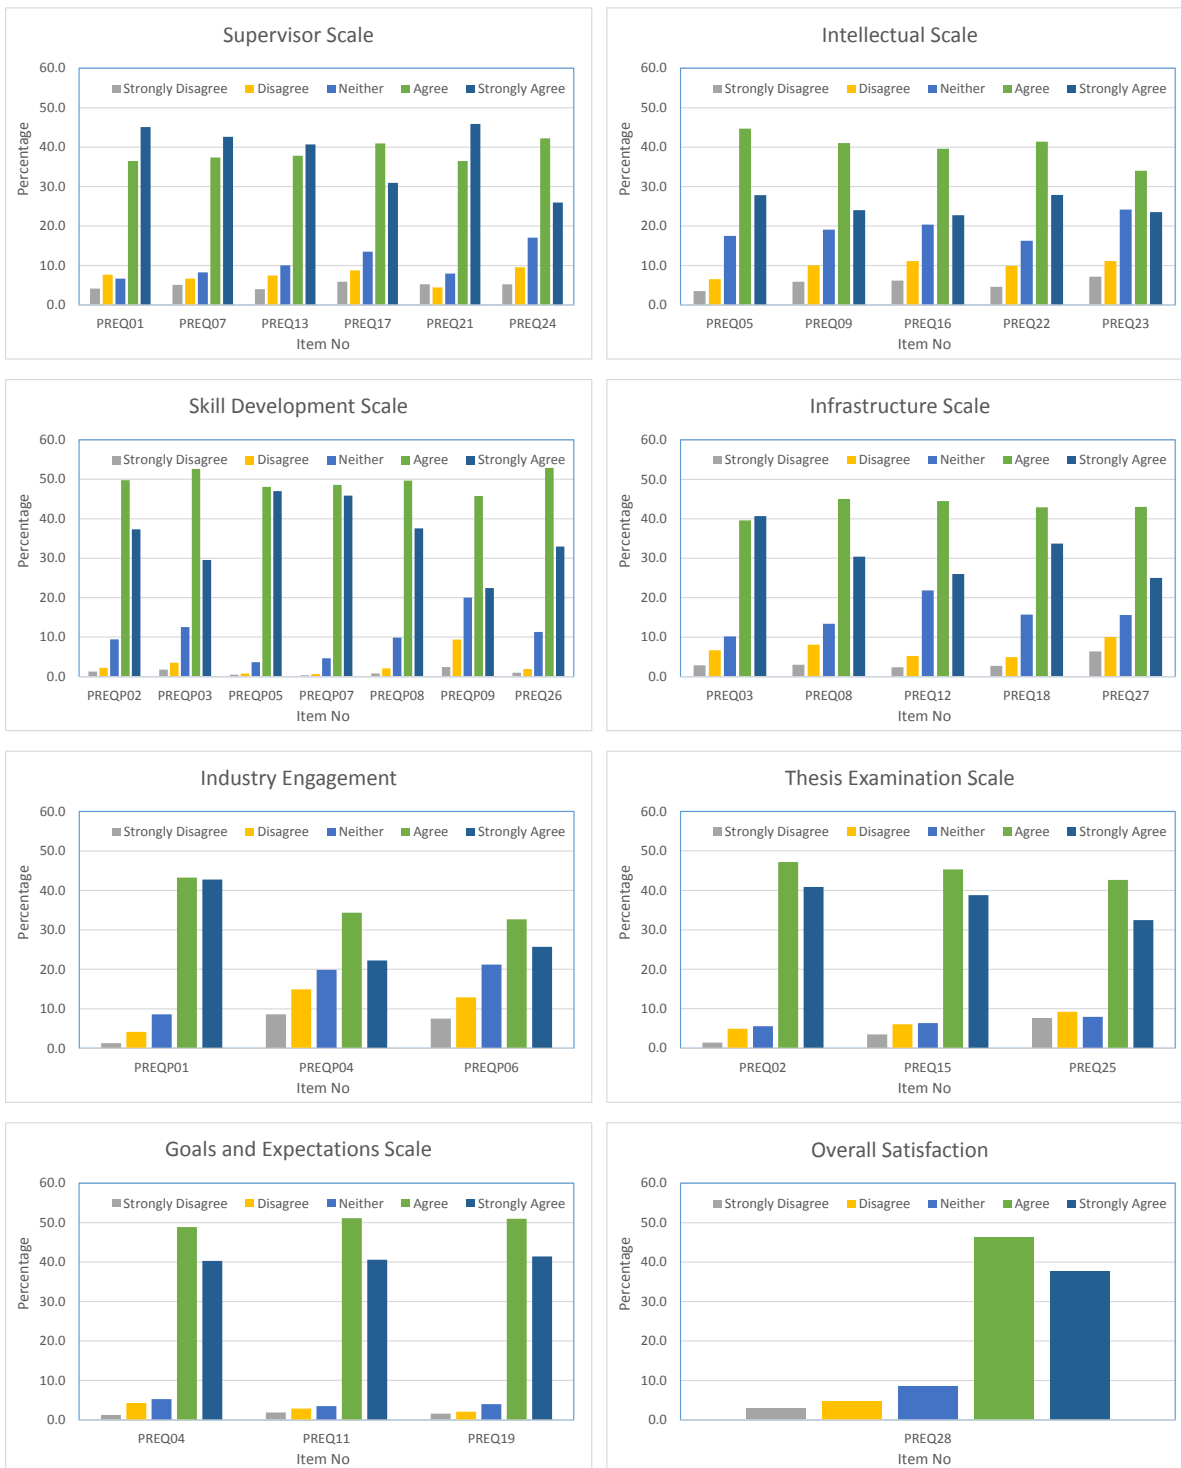 Supervisor Scale
60.0
50.0
40.0
30.0
20.0
10.0
0.0
Percentage
Strongly Disagree Disagree Neither Agree Strongly Agree
PREQ01 PREQ07 PREQ13 PREQ17 PREQ21 PREQ24
Item No
Intellectual Scale
60.0
50.0
40.0
30.0
20.0
10.0
0.0
Percentage
Strongly Disagree Disagree Neither Agree Strongly Agree
PREQ05 PREQ09 PREQ16 PREQ22 PREQ23
Item No
Skill Development Scale
60.0
50.0
40.0
30.0
20.0
10.0
0.0
Percentage
Strongly Disagree Disagree Neither Agree Strongly Agree
PREQP02 PREQP03 PREQP05 PREQP07 PREQP08 PREQP09 PREQ26
Item No
Infrastructure Scale
60.0
50.0
40.0
30.0
20.0
10.0
0.0
Percentage
Strongly Disagree Disagree Neither Agree Strongly Agree
PREQ03 PREQ08 PREQ12 PREQ18 PREQ27
Item No
Industry Engagement
60.0
50.0
40.0
30.0
20.0
10.0
0.0
Percentage
Strongly Disagree Disagree Neither Agree Strongly Agree
PREQP01 PREQP04 PREQP06
Item No
Thesis Examination Scale
60.0
50.0
40.0
30.0
20.0
10.0
0.0
Percentage
Strongly Disagree Disagree Neither Agree Strongly Agree
PREQ02 PREQ15 PREQ25
Item No
Goals and Expectations Scale
60.0
50.0
40.0
30.0
20.0
10.0
0.0
Percentage
Strongly Disagree Disagree Neither Agree Strongly Agree
PREQ04 PREQ11 PREQ19
Item No
Overall Satisfaction
60.0
50.0
40.0
30.0
20.0
10.0
0.0
Percentage
Strongly Disagree Disagree Neither Agree Strongly Agree
PREQ28
Item No